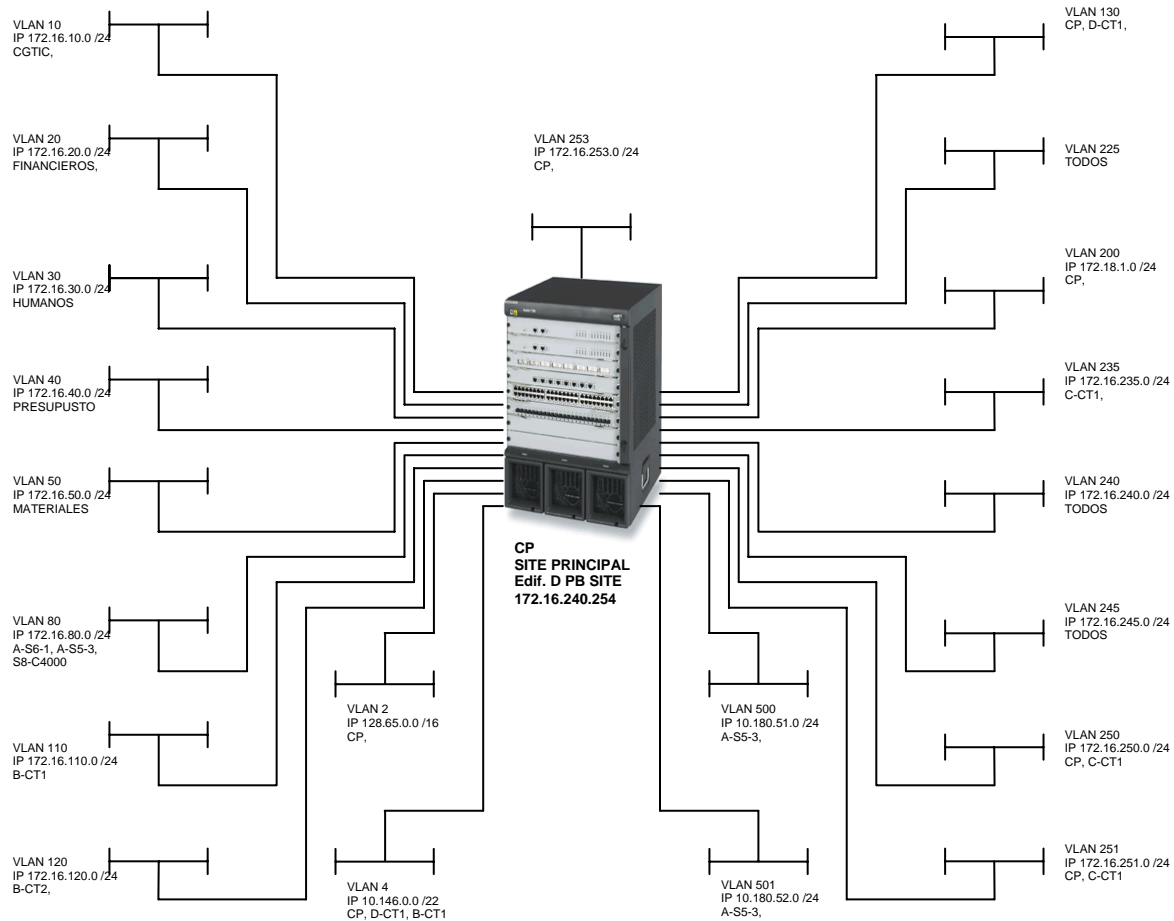 VLAN 10
IP 172.16.10.0 /24
CGTIC,
VLAN 20
IP 172.16.20.0 /24
FINANCIEROS,
VLAN 30
IP 172.16.30.0 /24
HUMANOS
VLAN 40
IP 172.16.40.0 /24
PRESUPUSTO
VLAN 50
IP 172.16.50.0 /24
MATERIALES
VLAN 80
IP 172.16.80.0 /24
A-S6-1, A-S5-3,
S8-C4000
VLAN 110
IP 172.16.110.0 /24
B-CT1
VLAN 120
IP 172.16.120.0 /24
B-CT2,
VLAN 253
IP 172.16.253.0 /24
CP,
CP
SITE PRINCIPAL
Edif. D PB SITE
172.16.240.254
VLAN 2
IP 128.65.0.0 /16
CP,
VLAN 4
IP 10.146.0.0 /22
CP, D-CT1, B-CT1
VLAN 500
IP 10.180.51.0 /24
A-S5-3,
VLAN 501
IP 10.180.52.0 /24
A-S5-3,
VLAN 130
CP, D-CT1,
VLAN 225
TODOS
VLAN 200
IP 172.18.1.0 /24
CP,
VLAN 235
IP 172.16.235.0 /24
C-CT1,
VLAN 240
IP 172.16.240.0 /24
TODOS
VLAN 245
IP 172.16.245.0 /24
TODOS
VLAN 250
IP 172.16.250.0 /24
CP, C-CT1
VLAN 251
IP 172.16.251.0 /24
CP, C-CT1